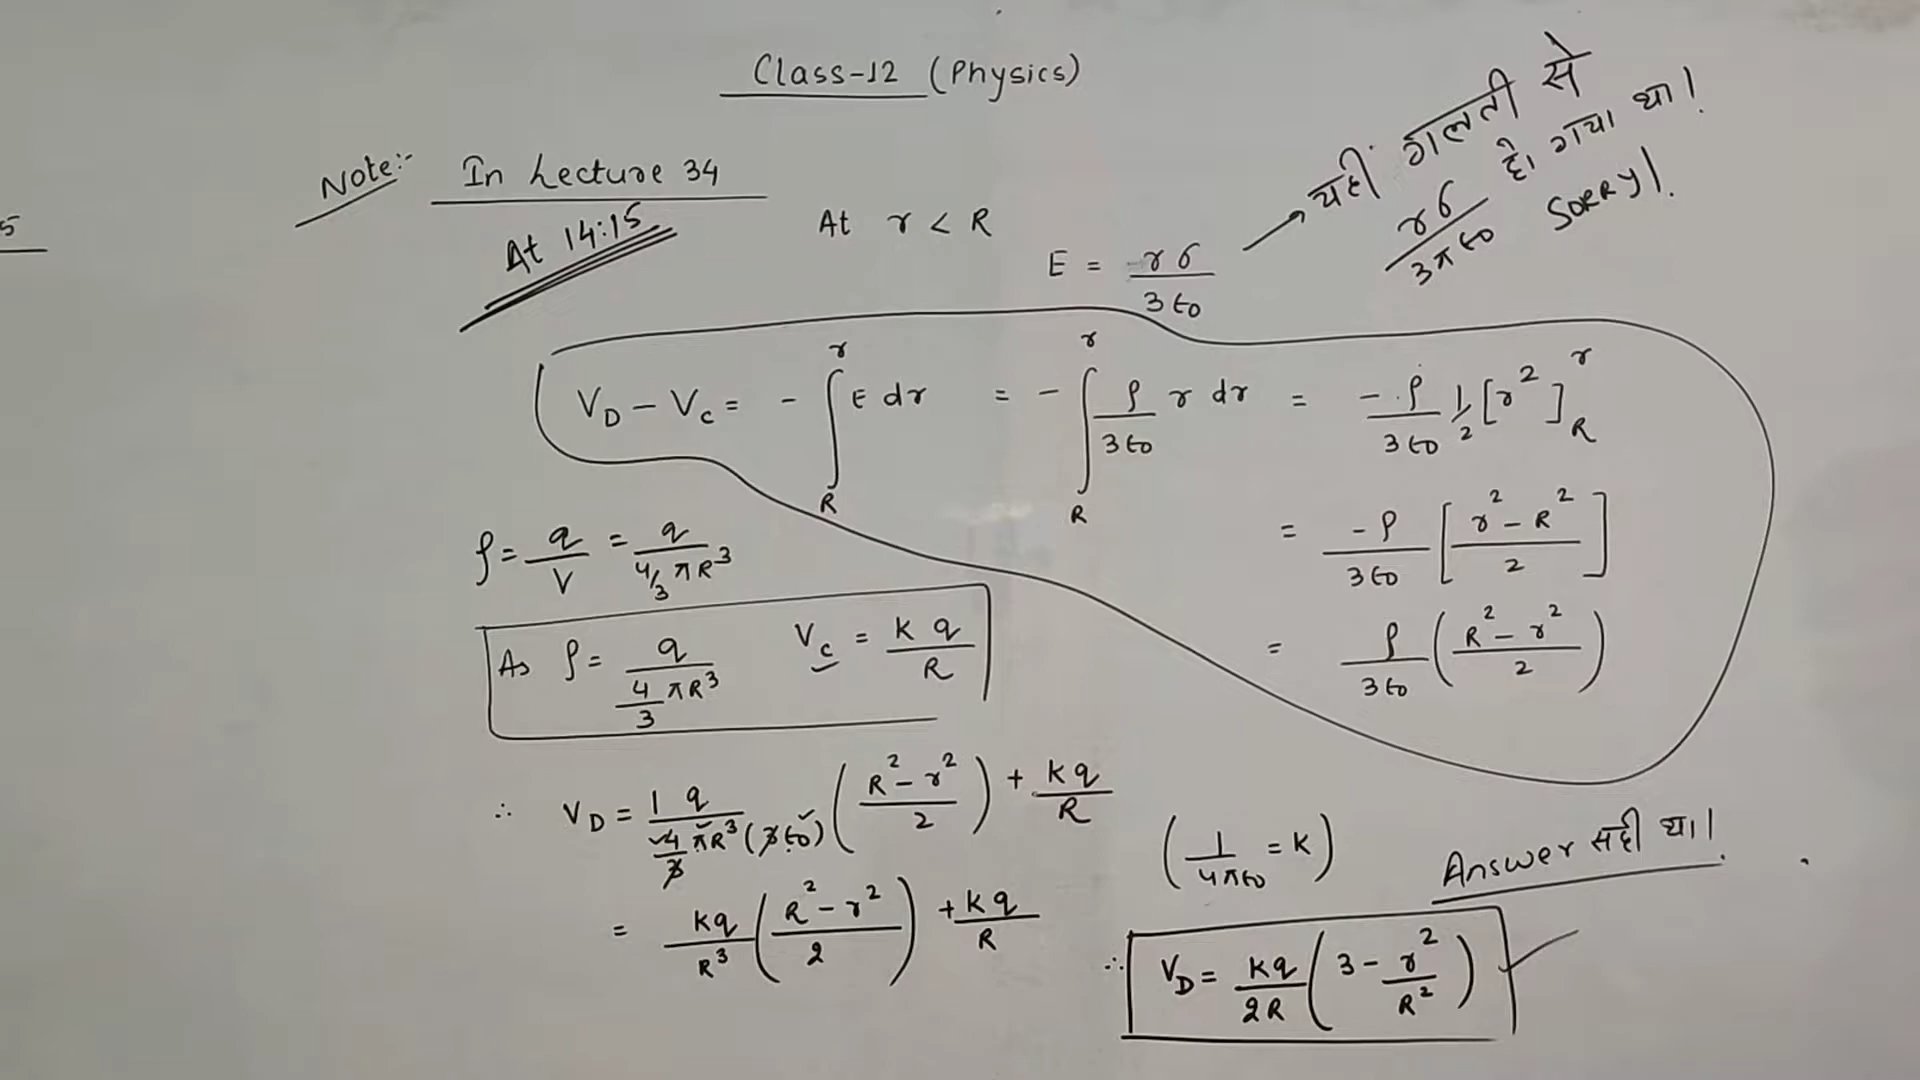 Class-12 (Physics)
Note:- In Lecture 34
At 14:15
5
At r < R
E = rσ / 3ε₀
→ यहाँ गलती से
rσ / 3πε₀ हो गया था।
SORRY।
V_D - V_C = - ∫_R^r E dr = - ∫_R^r ρ/3ε₀ r dr = -ρ/3ε₀ 1/2 [r²]_R^r
= -ρ/3ε₀ [r² - R² / 2]
= ρ/3ε₀ (R² - r² / 2)
ρ = q/V = q / 4/3 πR³
As ρ = q / 4/3 πR³ V_C = kq/R
∴ V_D = 1 q / 4/3 πR³ (3ε₀) (R² - r² / 2) + kq/R
(1/4πε₀ = k)
= kq/R³ (R² - r² / 2) + kq/R
Answer सही था।
∴ V_D = kq/2R (3 - r²/R²)